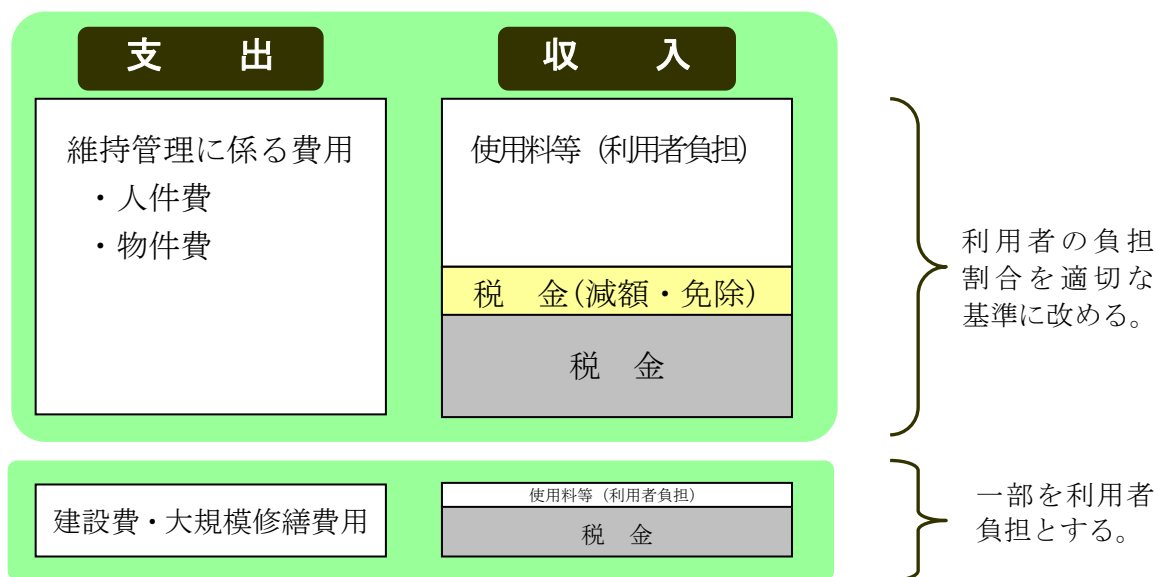 支　出
収　入
維持管理に係る費用
・人件費
・物件費
使用料等（利用者負担）
税　金(減額・免除)
税　金
利用者の負担
割合を適切な
基準に改める。
建設費・大規模修繕費用
使用料等（利用者負担）
税　金
一部を利用者
負担とする。